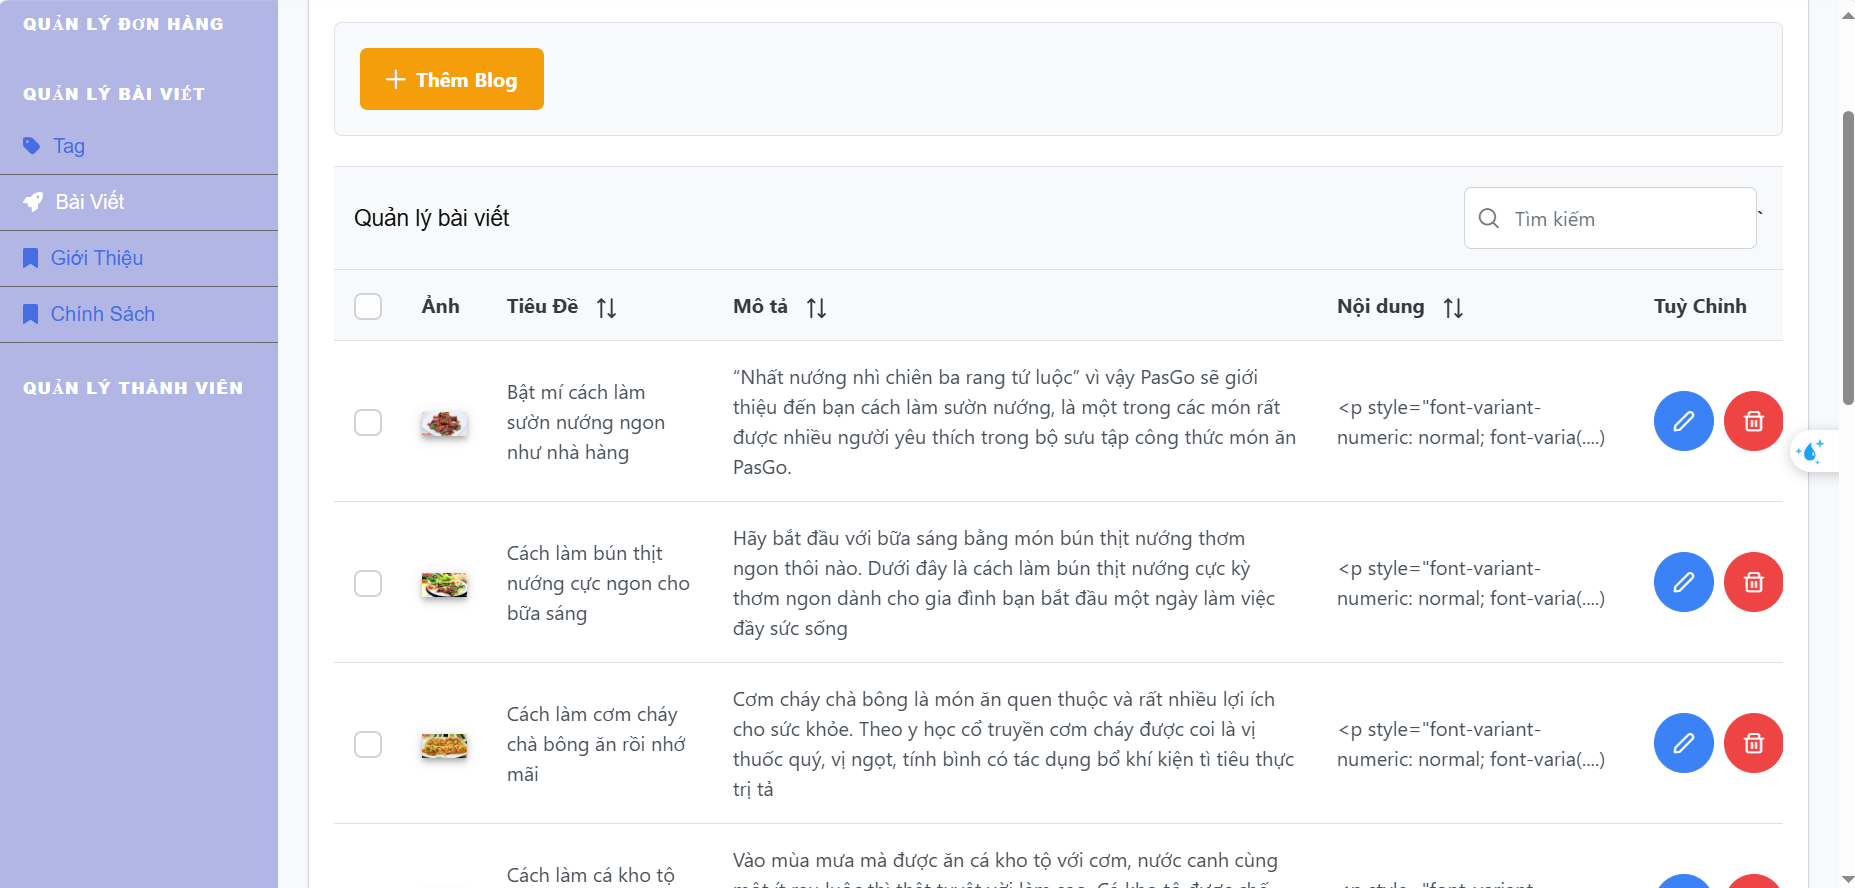 QUẢN LÝ ĐƠN HÀNG
QUẢN LÝ BÀI VIẾT
Tag
Bài Viết
Giới Thiệu
Chính Sách
QUẢN LÝ THÀNH VIÊN
Thêm Blog
Quản lý bài viết
Tìm kiếm
`
Ảnh
Tiêu Đề
Mô tả
Nội dung
Tuỳ Chỉnh
Bật mí cách làm
sườn nướng ngon
như nhà hàng
“Nhất nướng nhì chiên ba rang tứ luộc” vì vậy PasGo sẽ giới
thiệu đến bạn cách làm sườn nướng, là một trong các món rất
được nhiều người yêu thích trong bộ sưu tập công thức món ăn
PasGo.
<p style="font-variant-
numeric: normal; font-varia(....)
Cách làm bún thịt
nướng cực ngon cho
bữa sáng
Hãy bắt đầu với bữa sáng bằng món bún thịt nướng thơm
ngon thôi nào. Dưới đây là cách làm bún thịt nướng cực kỳ
thơm ngon dành cho gia đình bạn bắt đầu một ngày làm việc
đầy sức sống
<p style="font-variant-
numeric: normal; font-varia(....)
Cách làm cơm cháy
chà bông ăn rồi nhớ
mãi
Cơm cháy chà bông là món ăn quen thuộc và rất nhiều lợi ích
cho sức khỏe. Theo y học cổ truyền cơm cháy được coi là vị
thuốc quý, vị ngọt, tính bình có tác dụng bổ khí kiện tì tiêu thực
trị tả
<p style="font-variant-
numeric: normal; font-varia(....)
Cách làm cá kho tộ
Vào mùa mưa mà được ăn cá kho tộ với cơm, nước canh cùng